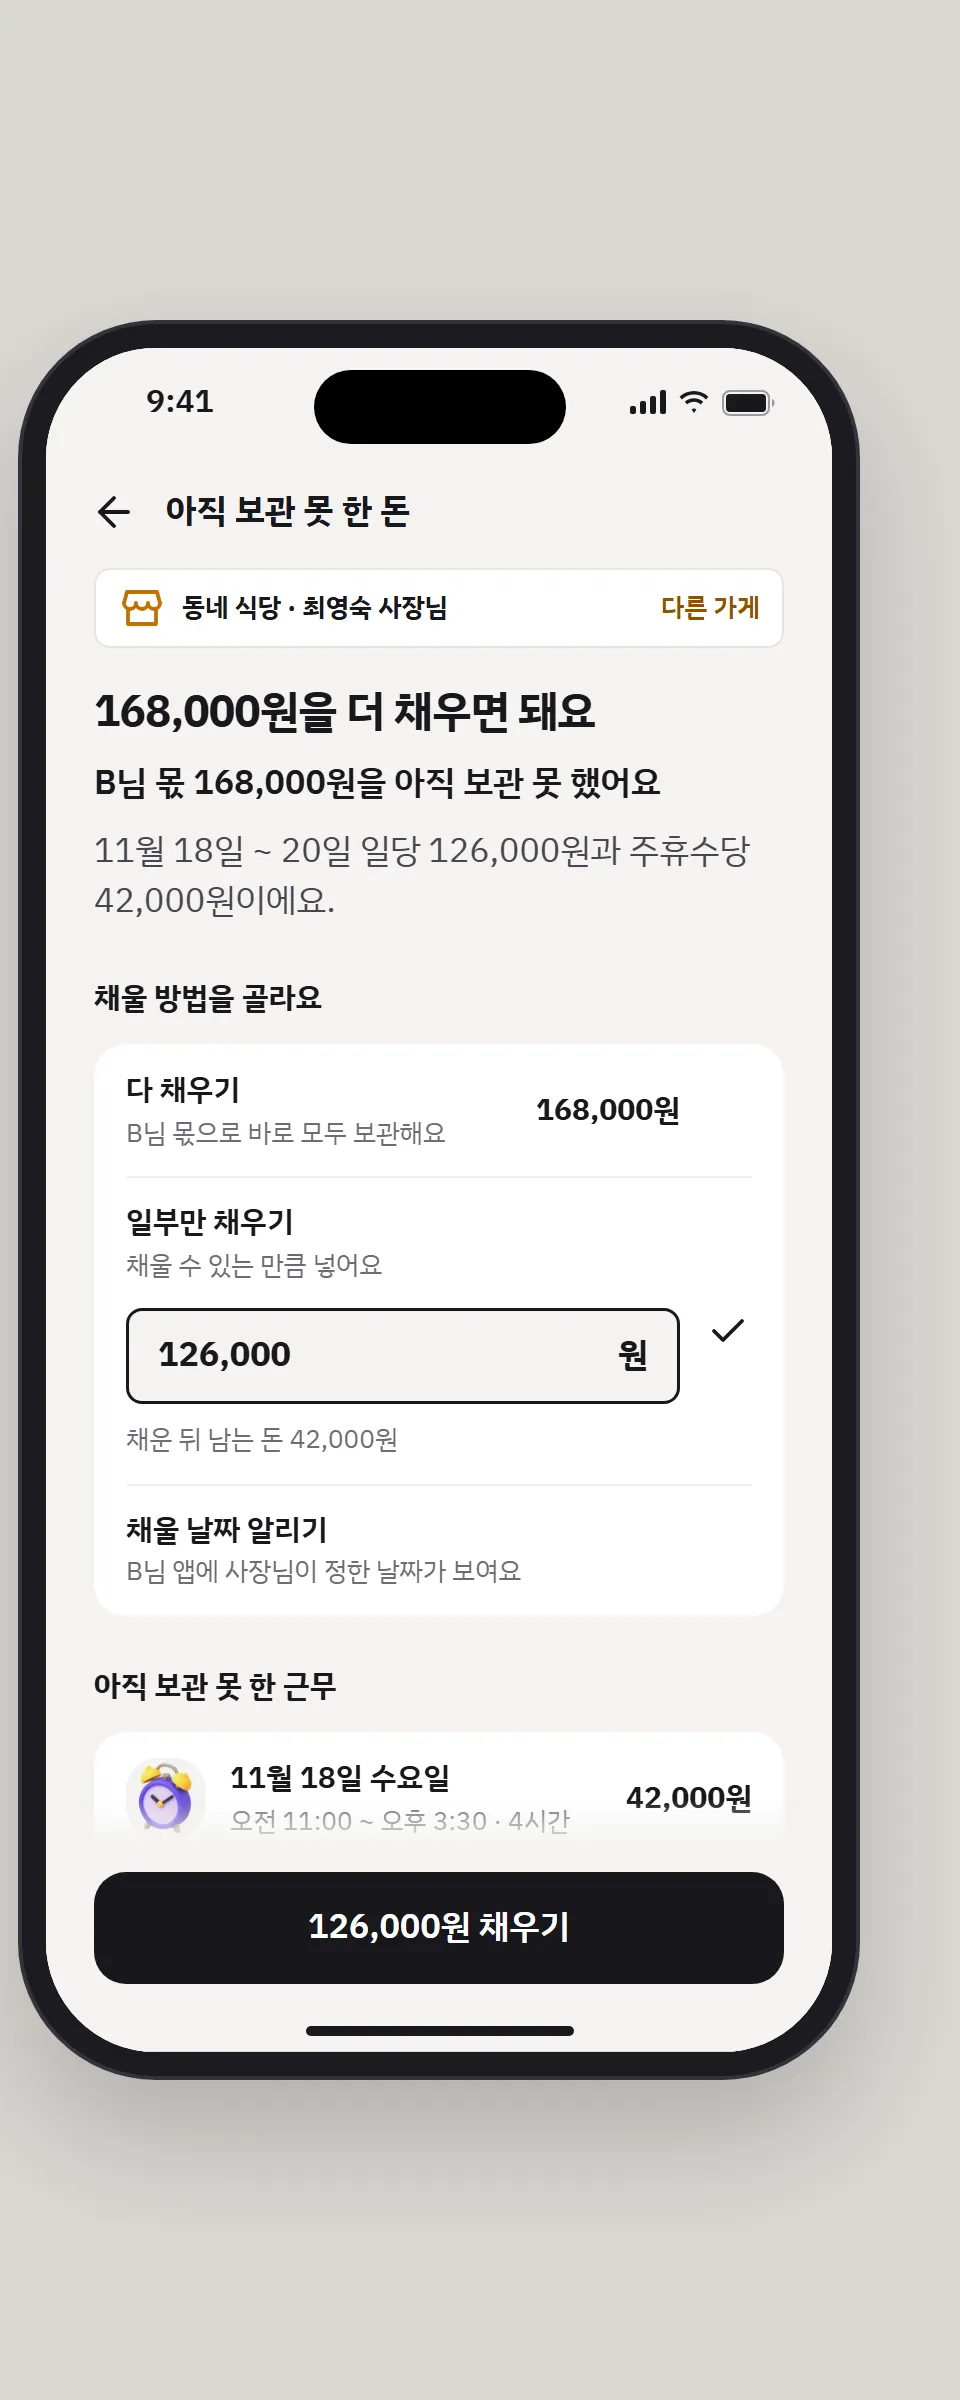 9:41
아직 보관 못 한 돈
동네 식당 · 최영숙 사장님
다른 가게
168,000원을 더 채우면 돼요
B님 몫 168,000원을 아직 보관 못 했어요
11월 18일 ~ 20일 일당 126,000원과 주휴수당
42,000원이에요.
채울 방법을 골라요
다 채우기
B님 몫으로 바로 모두 보관해요
168,000원
일부만 채우기
채울 수 있는 만큼 넣어요
126,000 원
채운 뒤 남는 돈 42,000원
채울 날짜 알리기
B님 앱에 사장님이 정한 날짜가 보여요
아직 보관 못 한 근무
11월 18일 수요일
오전 11:00 ~ 오후 3:30 · 4시간
42,000원
126,000원 채우기